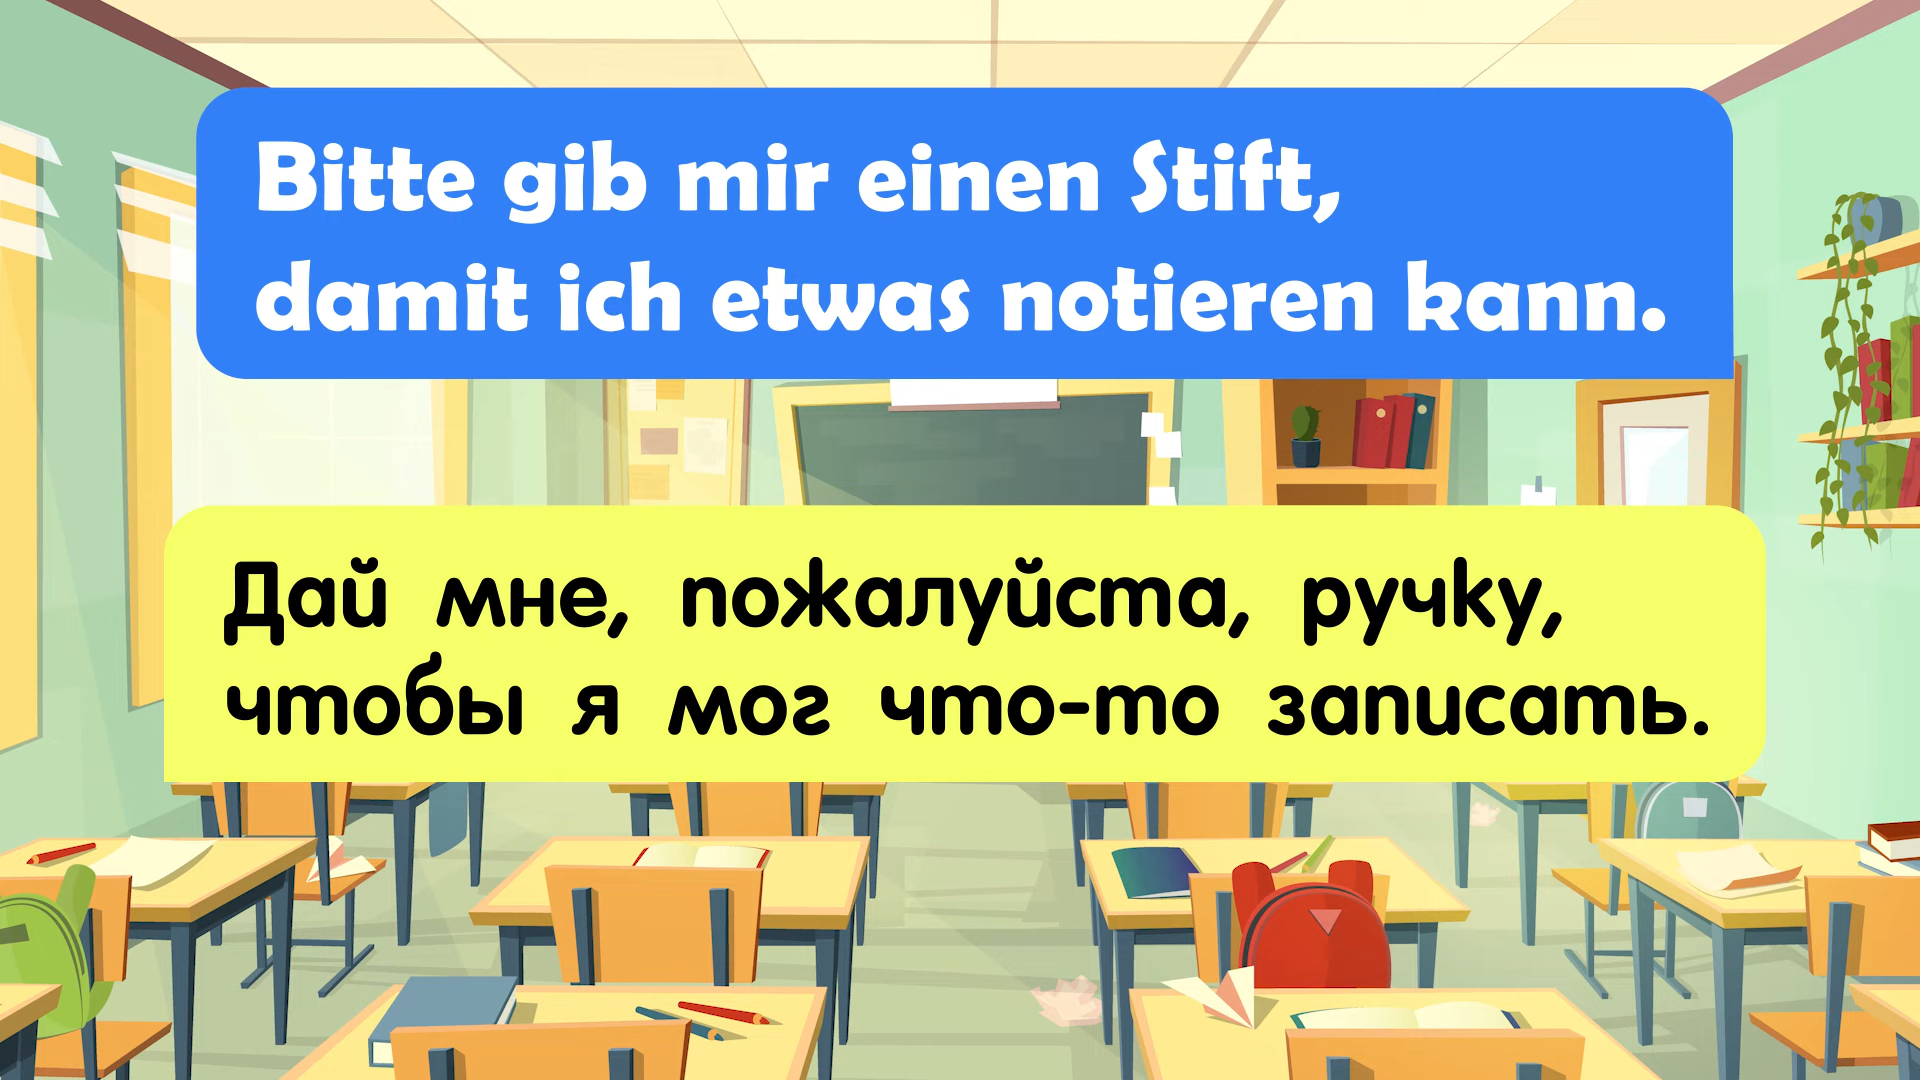 Bitte gib mir einen Stift,
damit ich etwas notieren kann.
Дай мне, пожалуйста, ручку,
чтобы я мог что-то записать.